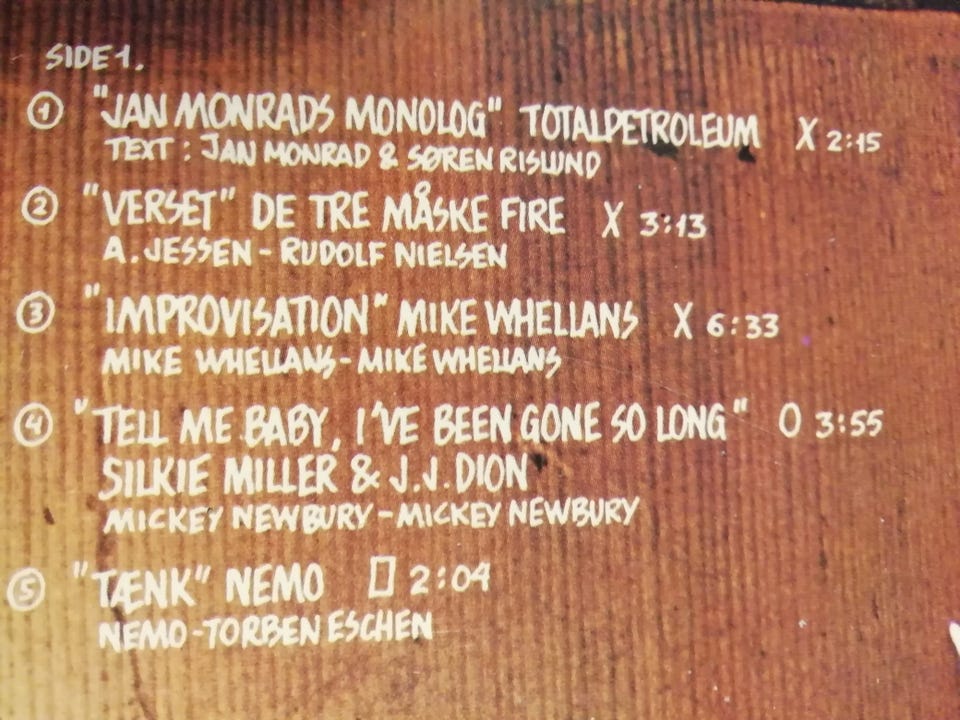 SIDE 1.
1 "JAN MONRADS MONOLOG" TOTALPETROLEUM X 2:15
TEXT : JAN MONRAD & SØREN RISLUND
2 "VERSET" DE TRE MÅSKE FIRE X 3:13
A. JESSEN - RUDOLF NIELSEN
3 "IMPROVISATION" MIKE WHELLANS X 6:33
MIKE WHELLANS - MIKE WHELLANS
4 "TELL ME BABY, I'VE BEEN GONE SO LONG" O 3:55
SILKIE MILLER & J.J. DION
MICKEY NEWBURY - MICKEY NEWBURY
5 "TÆNK" NEMO □ 2:04
NEMO - TORBEN ESCHEN